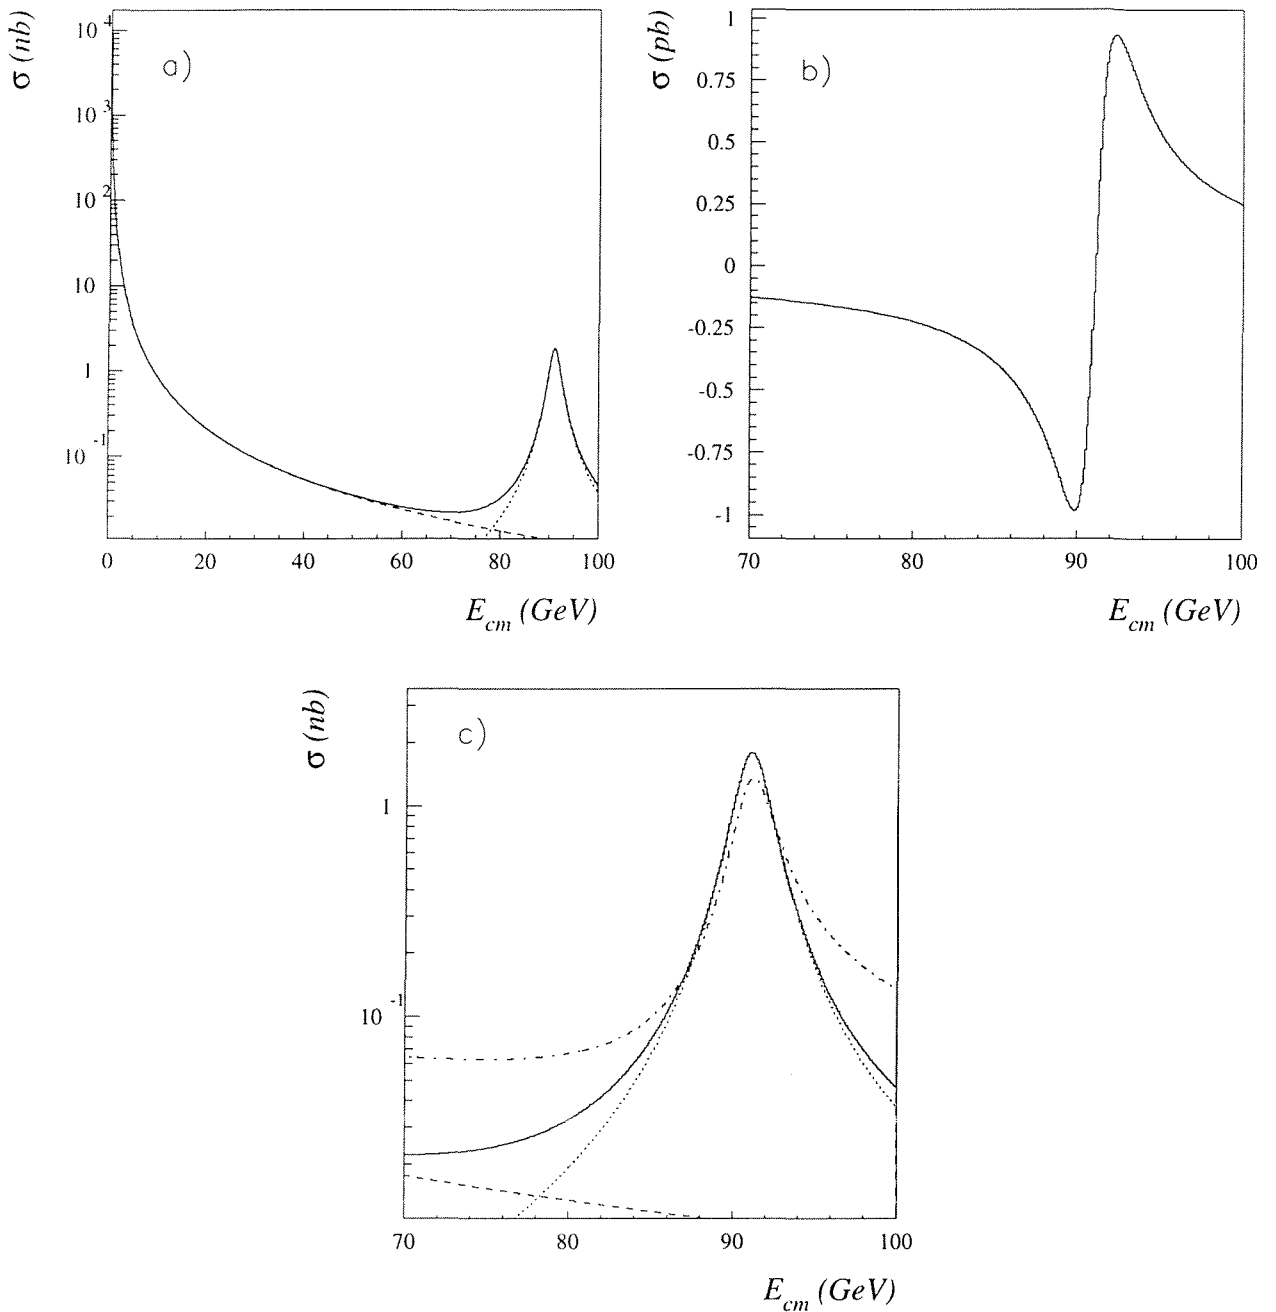 σ (nb)
a)
10^4
10^3
10^2
10
1
10^-1
0 20 40 60 80 100
E_cm (GeV)
σ (pb)
b)
1
0.75
0.5
0.25
0
-0.25
-0.5
-0.75
-1
70 80 90 100
E_cm (GeV)
σ (nb)
c)
1
10^-1
70 80 90 100
E_cm (GeV)